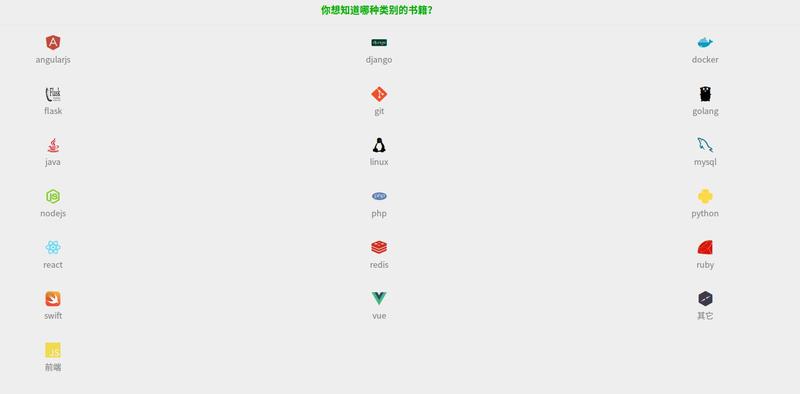 你想知道哪种类别的书籍?
angularjs django docker
flask git golang
java linux mysql
nodejs php python
react redis ruby
swift vue 其它
JS
前端